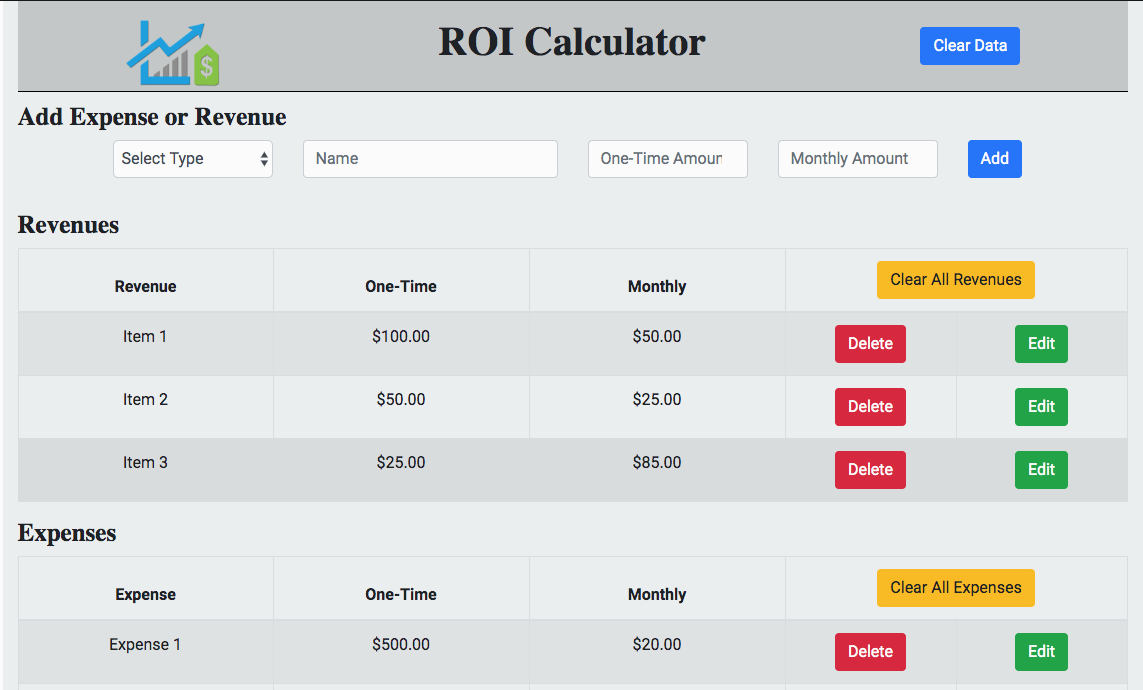 ROI Calculator
Clear Data
$
Add Expense or Revenue
Select Type Name One-Time Amoun Monthly Amount Add
Revenues
Revenue One-Time Monthly Clear All Revenues
Item 1 $100.00 $50.00 Delete Edit
Item 2 $50.00 $25.00 Delete Edit
Item 3 $25.00 $85.00 Delete Edit
Expenses
Expense One-Time Monthly Clear All Expenses
Expense 1 $500.00 $20.00 Delete Edit